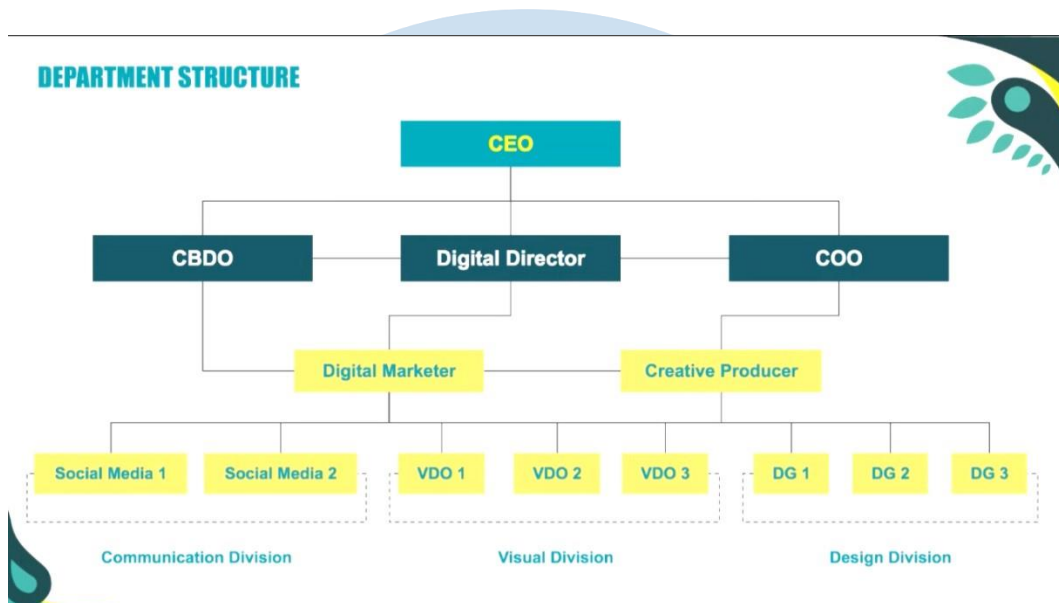 DEPARTMENT STRUCTURE
CEO
CBDO
Digital Director
COO
Digital Marketer
Creative Producer
Social Media 1
Social Media 2
VDO 1
VDO 2
VDO 3
DG 1
DG 2
DG 3
Communication Division
Visual Division
Design Division